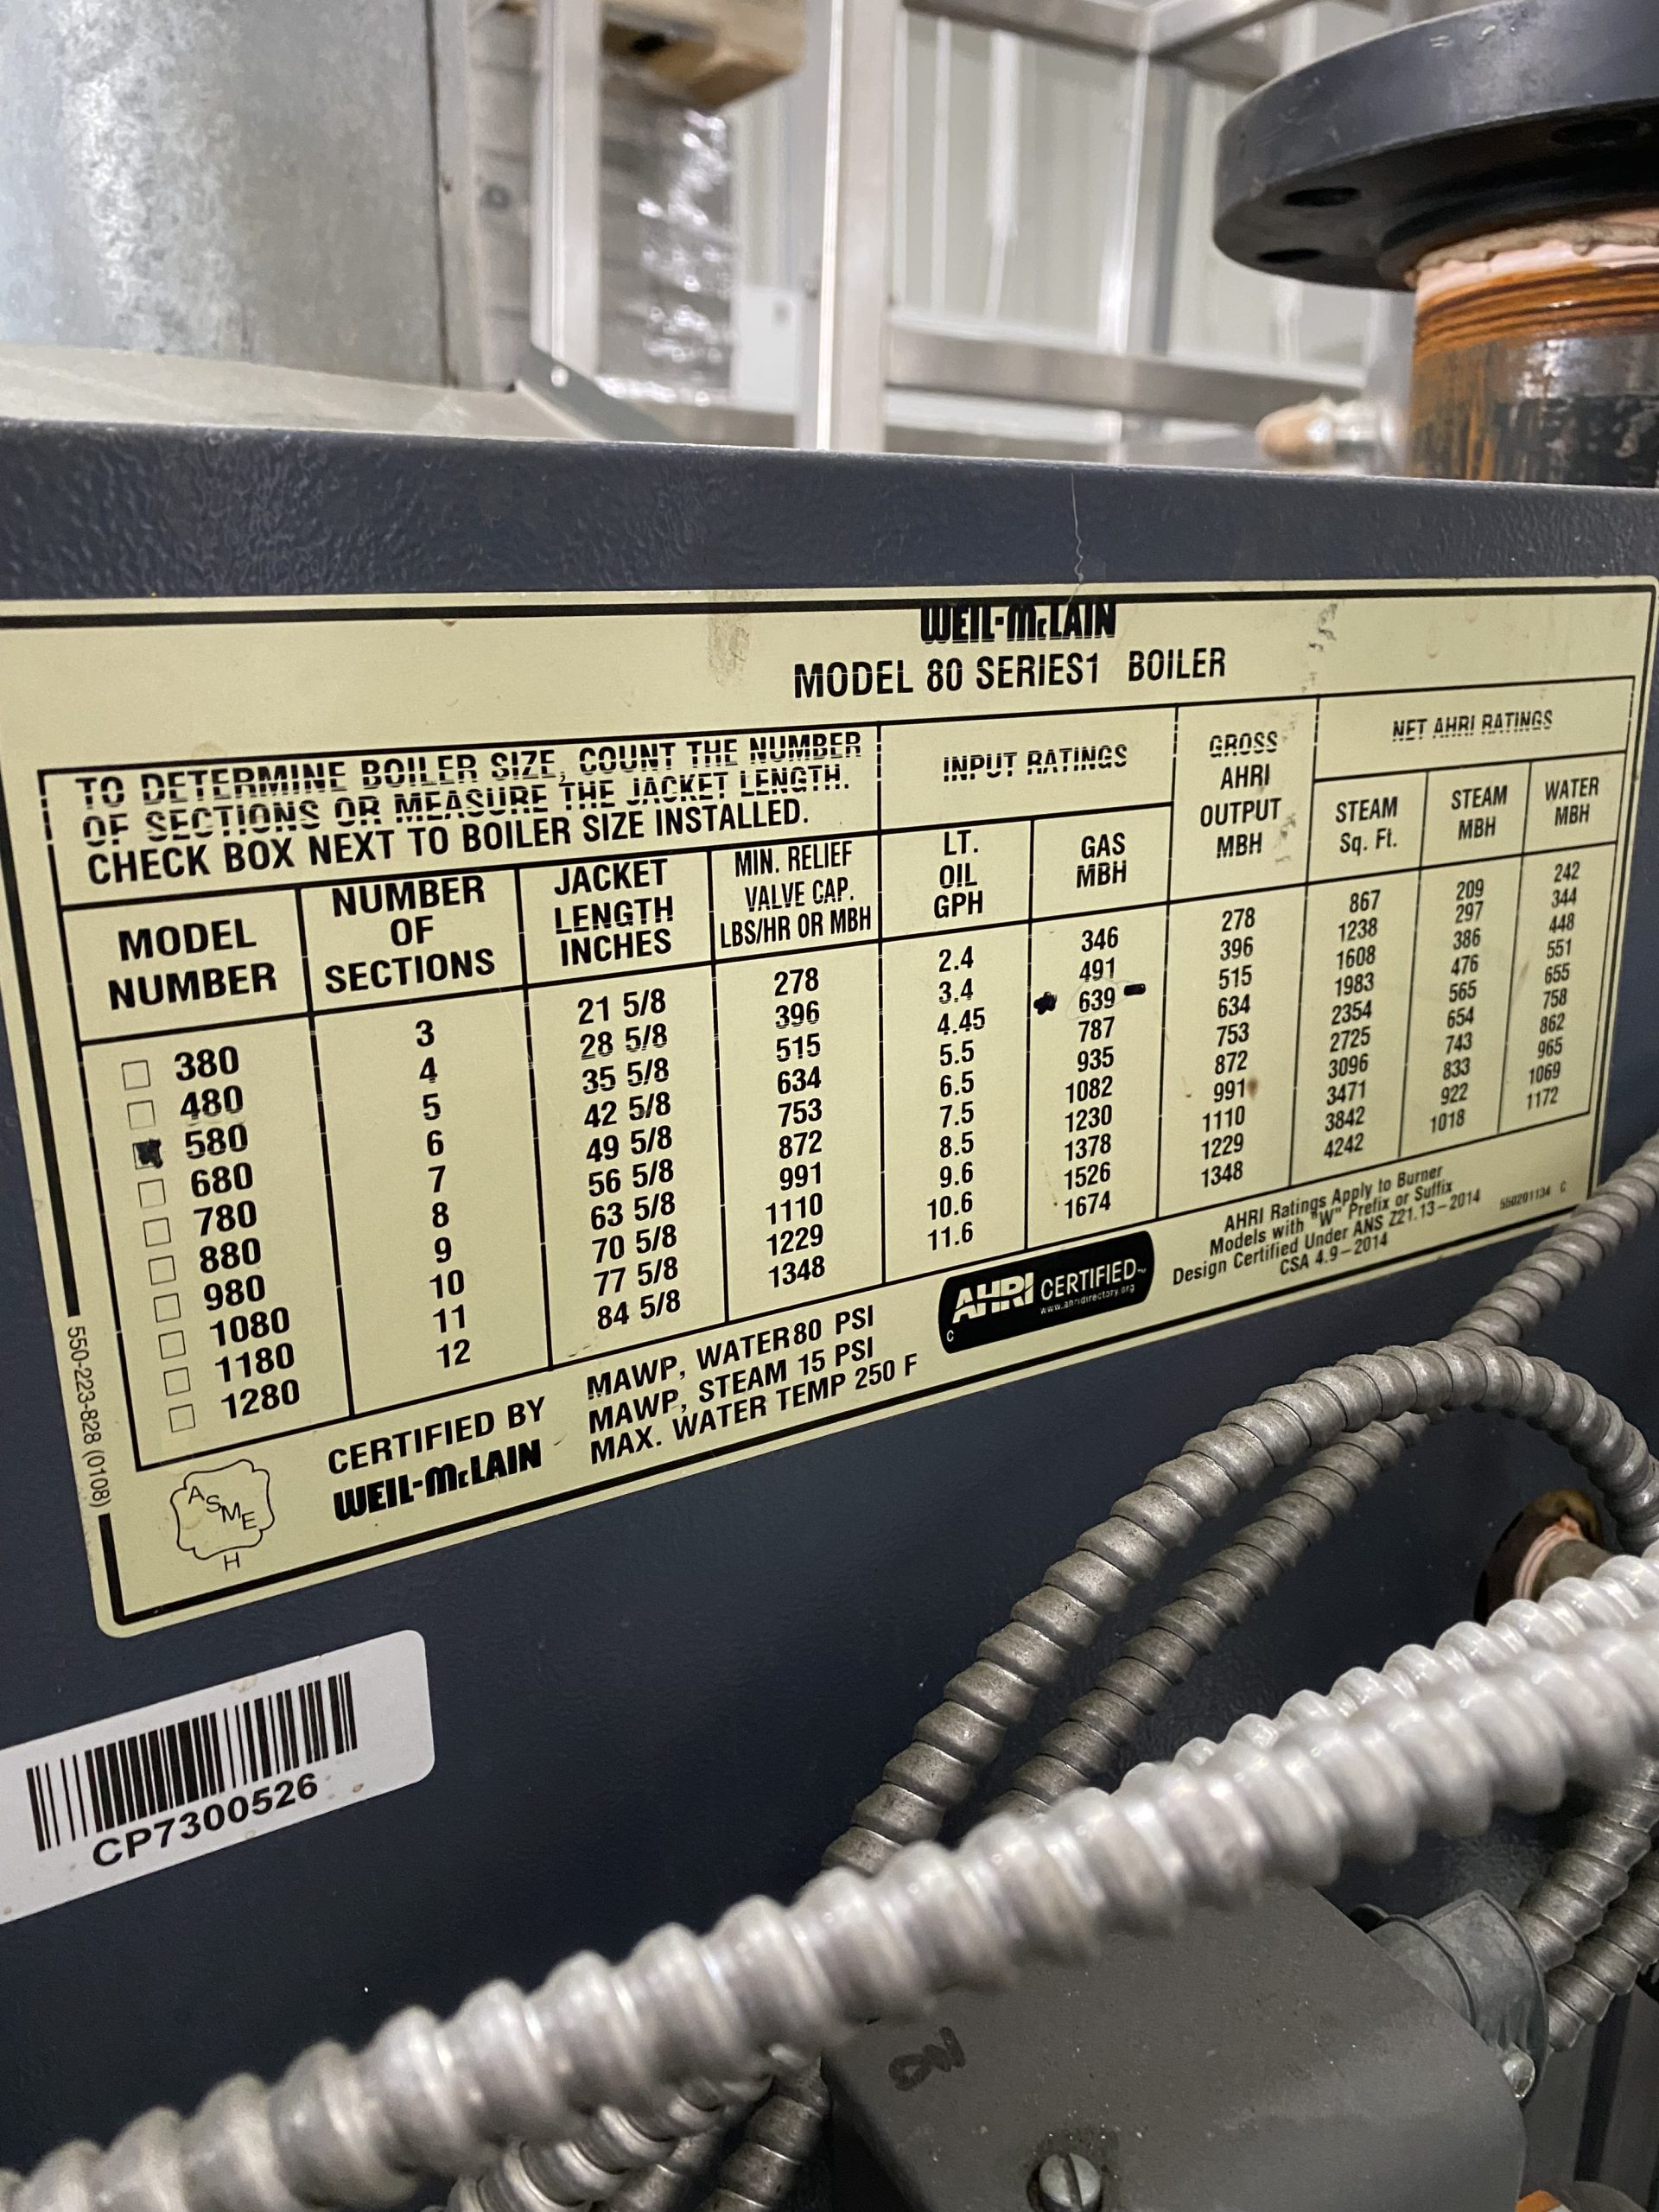 WEIL-McLAIN
MODEL 80 SERIES1 BOILER
TO DETERMINE BOILER SIZE, COUNT THE NUMBER
OF SECTIONS OR MEASURE THE JACKET LENGTH.
CHECK BOX NEXT TO BOILER SIZE INSTALLED.
INPUT RATINGS
GROSS AHRI OUTPUT MBH
NET AHRI RATINGS
MODEL NUMBER
NUMBER OF SECTIONS
JACKET LENGTH INCHES
MIN. RELIEF VALVE CAP. LBS/HR OR MBH
LT. OIL GPH
GAS MBH
STEAM Sq. Ft.
STEAM MBH
WATER MBH
380 3 21 5/8 278 2.4 346 278 867 209 242
480 4 28 5/8 396 3.4 491 396 1238 297 344
580 5 35 5/8 515 4.45 639 515 1608 386 448
680 6 42 5/8 634 5.5 787 634 1983 476 551
780 7 49 5/8 753 6.5 935 753 2354 565 655
880 8 56 5/8 872 7.5 1082 872 2725 654 758
980 9 63 5/8 991 8.5 1230 991 3096 743 862
1080 10 70 5/8 1110 9.6 1378 1110 3471 833 965
1180 11 77 5/8 1229 10.6 1526 1229 3842 922 1069
1280 12 84 5/8 1348 11.6 1674 1348 4242 1018 1172
550-223-828 (0108)
ASME
H
CERTIFIED BY
WEIL-McLAIN
MAWP, WATER 80 PSI
MAWP, STEAM 15 PSI
MAX. WATER TEMP 250 F
C AHRI CERTIFIED™
www.ahridirectory.org
AHRI Ratings Apply to Burner
Models with "W" Prefix or Suffix
Design Certified Under ANS Z21.13-2014
CSA 4.9-2014
550201134 C
CP7300526